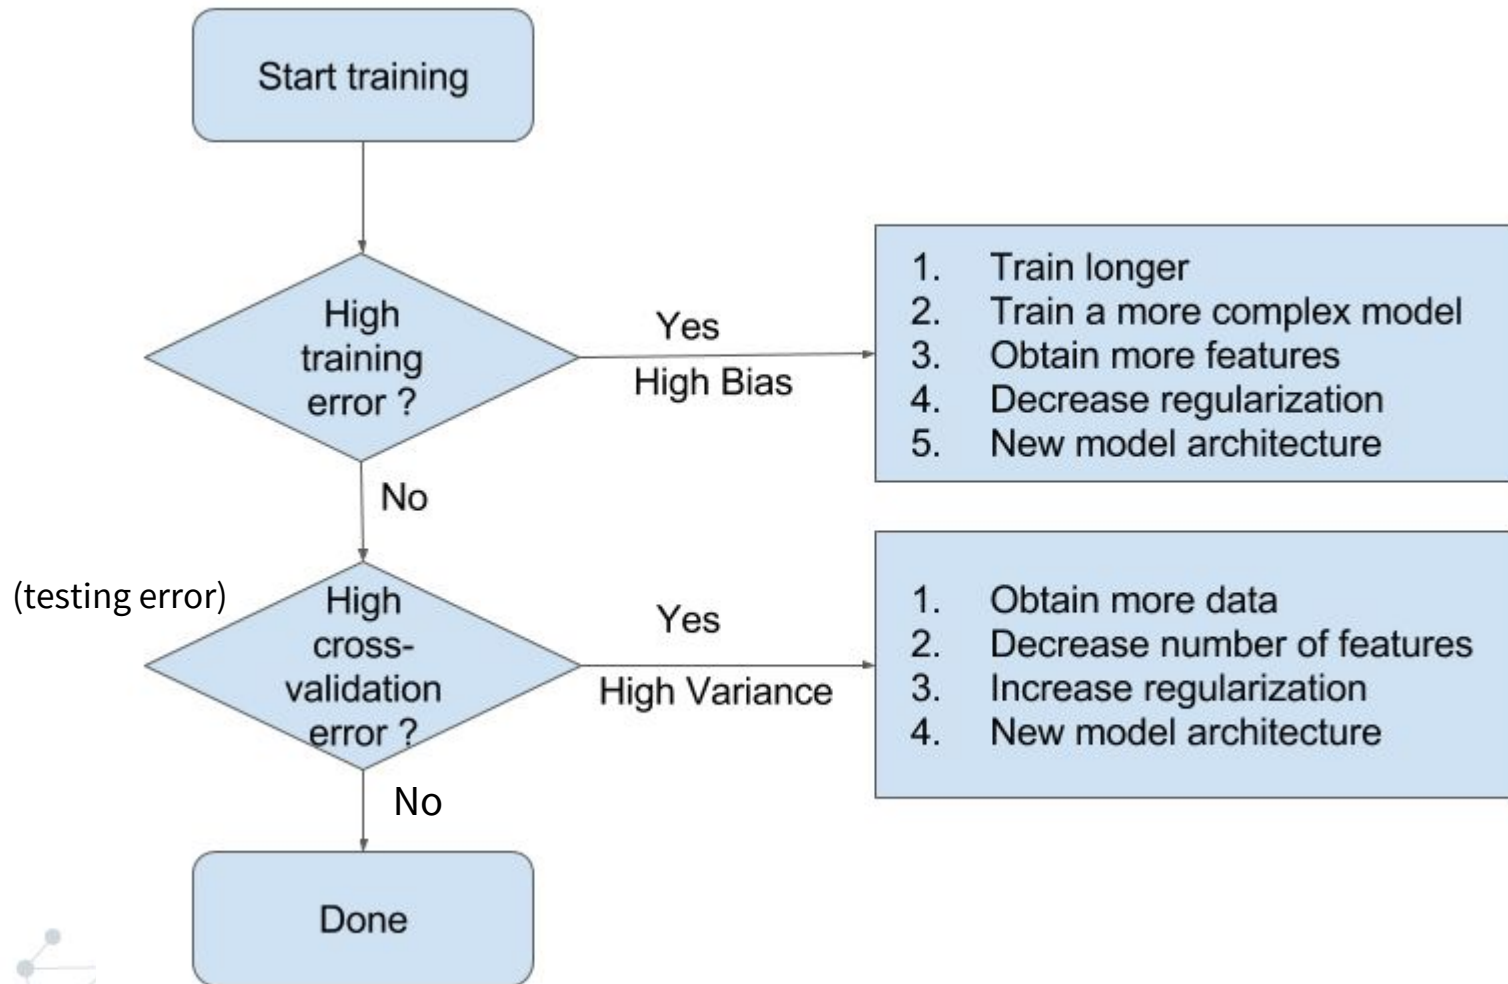 Start training
High
training
error ?
Yes
High Bias
1. Train longer
2. Train a more complex model
3. Obtain more features
4. Decrease regularization
5. New model architecture
No
(testing error)
High
cross-
validation
error ?
Yes
High Variance
1. Obtain more data
2. Decrease number of features
3. Increase regularization
4. New model architecture
No
Done